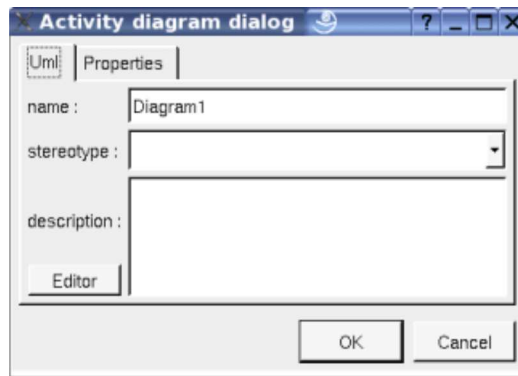 Activity diagram dialog ?
Uml Properties
name : Diagram1
stereotype :
description :
Editor
OK Cancel